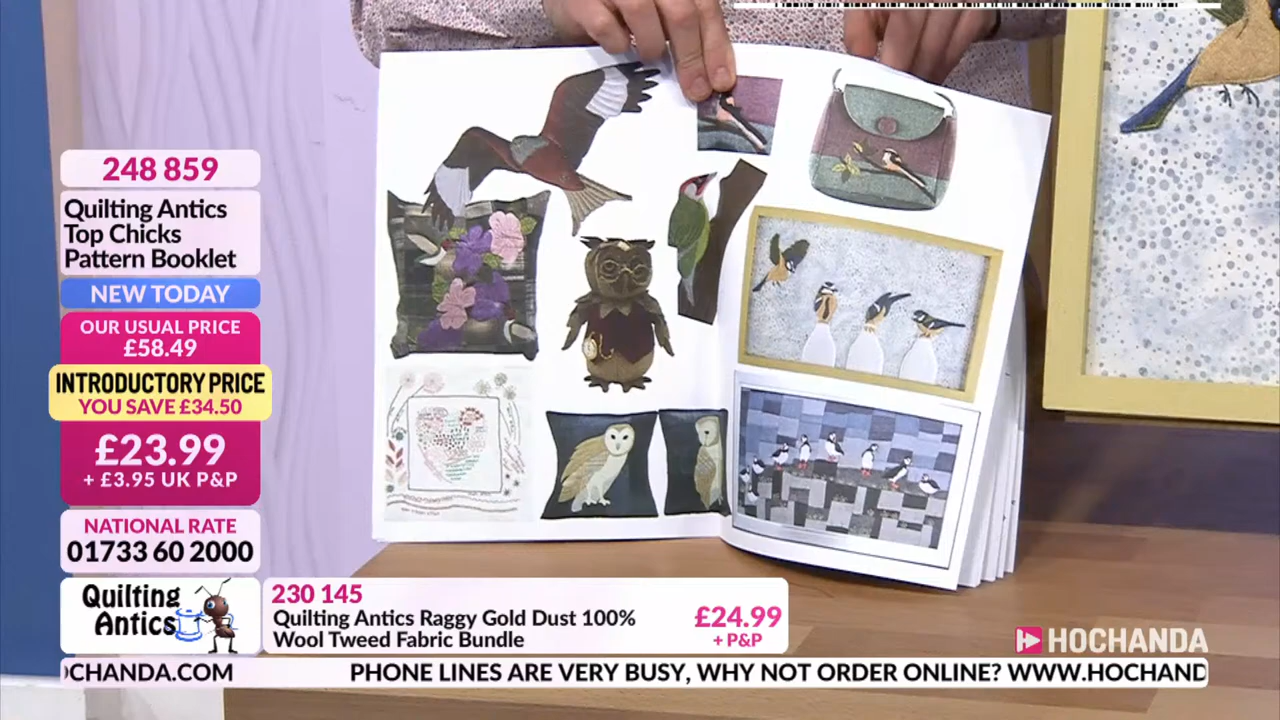 248 859
Quilting Antics
Top Chicks
Pattern Booklet
NEW TODAY
OUR USUAL PRICE
£58.49
INTRODUCTORY PRICE
YOU SAVE £34.50
£23.99
+ £3.95 UK P&P
NATIONAL RATE
01733 60 2000
Quilting
Antics
230 145
Quilting Antics Raggy Gold Dust 100%
Wool Tweed Fabric Bundle
£24.99
+ P&P
HOCHANDA
OCHANDA.COM
PHONE LINES ARE VERY BUSY, WHY NOT ORDER ONLINE? WWW.HOCHAND